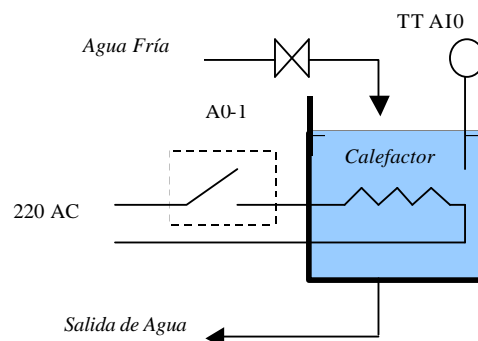 TT AI0
Agua Fría
A0-1
Calefactor
220 AC
Salida de Agua